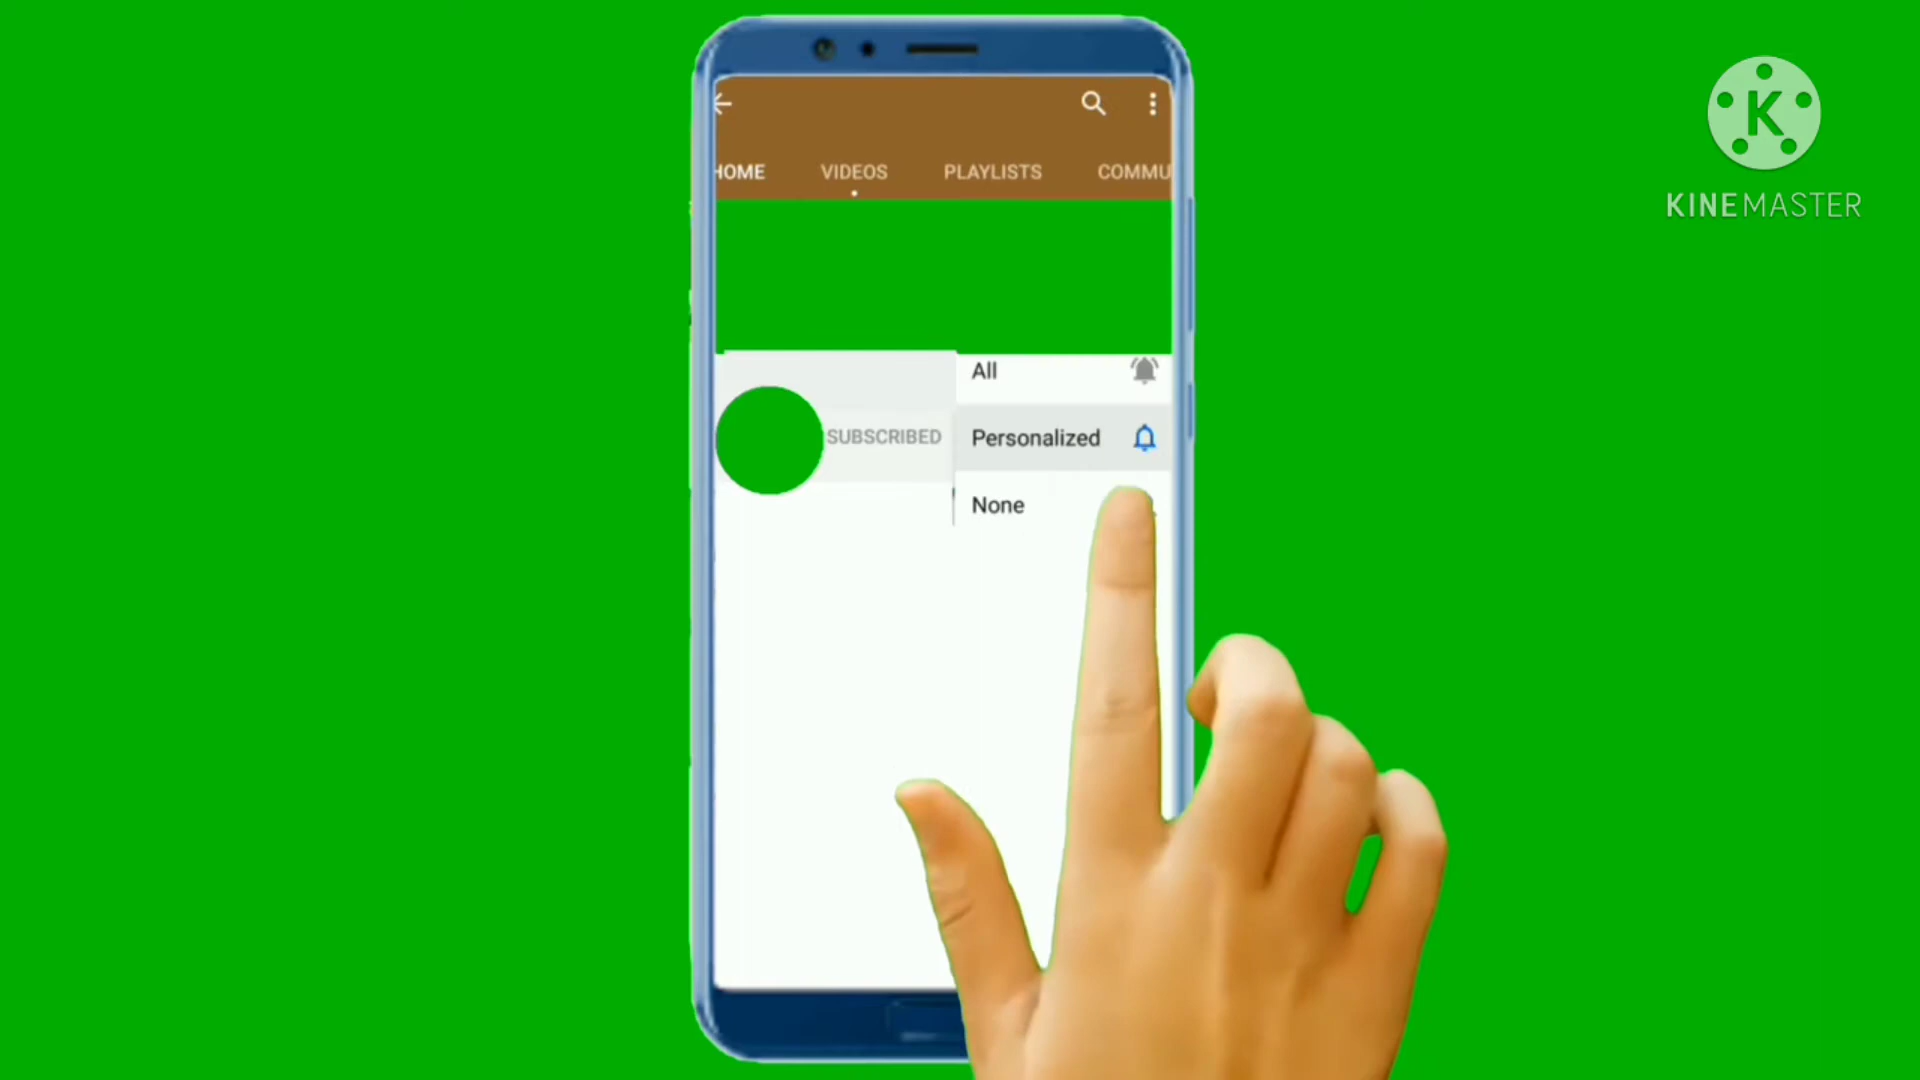 KINEMASTER
HOME VIDEOS PLAYLISTS COMMU
All
SUBSCRIBED Personalized
None